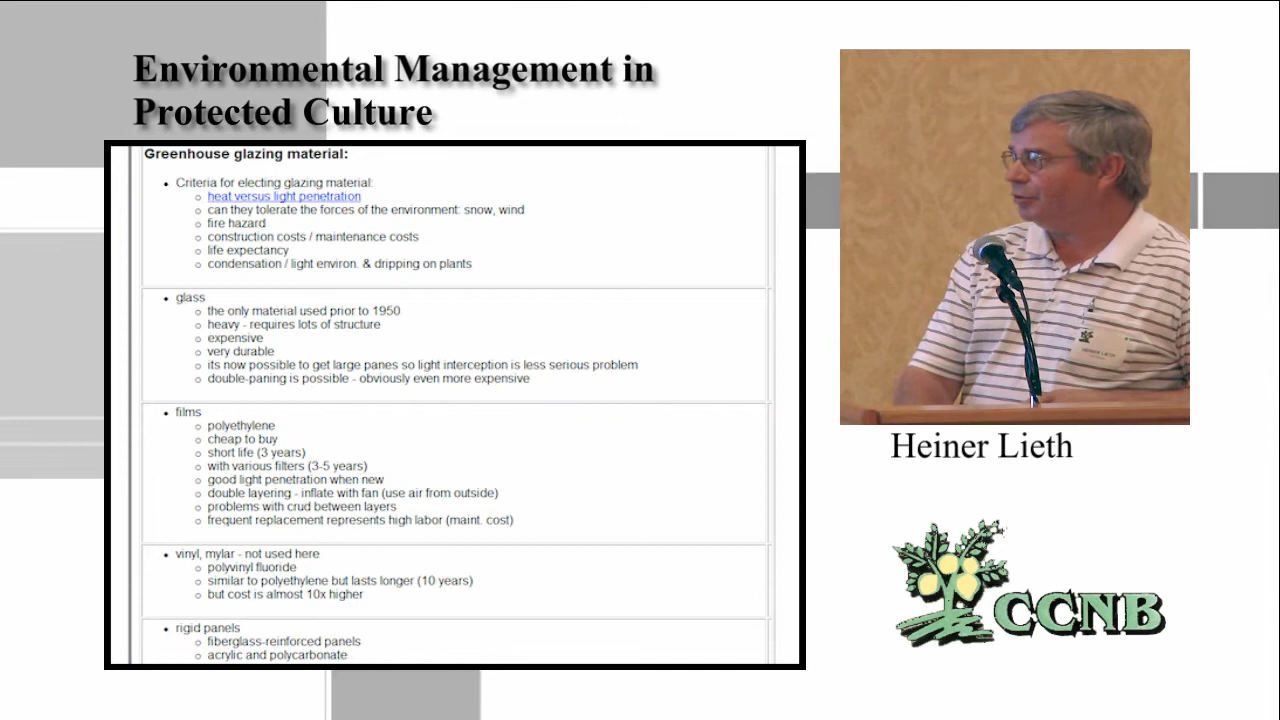 Environmental Management in
Protected Culture
Greenhouse glazing material:
Criteria for electing glazing material:
heat versus light penetration
can they tolerate the forces of the environment: snow, wind
fire hazard
construction costs / maintenance costs
life expectancy
condensation / light environ. & dripping on plants
glass
the only material used prior to 1950
heavy - requires lots of structure
expensive
very durable
its now possible to get large panes so light interception is less serious problem
double-paning is possible - obviously even more expensive
films
polyethylene
cheap to buy
short life (3 years)
with various filters (3-5 years)
good light penetration when new
double layering - inflate with fan (use air from outside)
problems with crud between layers
frequent replacement represents high labor (maint. cost)
vinyl, mylar - not used here
polyvinyl fluoride
similar to polyethylene but lasts longer (10 years)
but cost is almost 10x higher
rigid panels
fiberglass-reinforced panels
acrylic and polycarbonate
HEINER LIETH
Heiner Lieth
CCNB